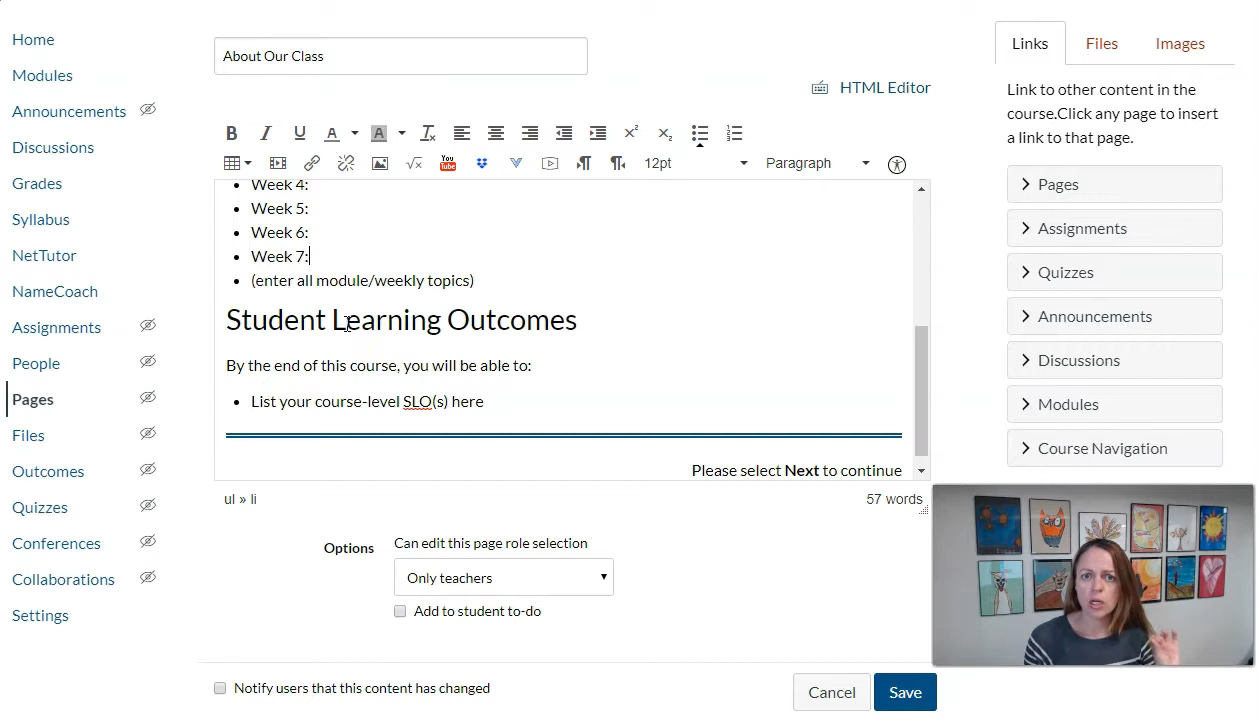 Home
Modules
Announcements
Discussions
Grades
Syllabus
NetTutor
NameCoach
Assignments
People
Pages
Files
Outcomes
Quizzes
Conferences
Collaborations
Settings
About Our Class
HTML Editor
B I U A A Tx
12pt Paragraph
Week 4:
Week 5:
Week 6:
Week 7:
(enter all module/weekly topics)
Student Learning Outcomes
By the end of this course, you will be able to:
List your course-level SLO(s) here
Please select Next to continue
ul » li 57 words
Options
Can edit this page role selection
Only teachers
Add to student to-do
Notify users that this content has changed
Cancel Save
Links Files Images
Link to other content in the
course.Click any page to insert
a link to that page.
Pages
Assignments
Quizzes
Announcements
Discussions
Modules
Course Navigation